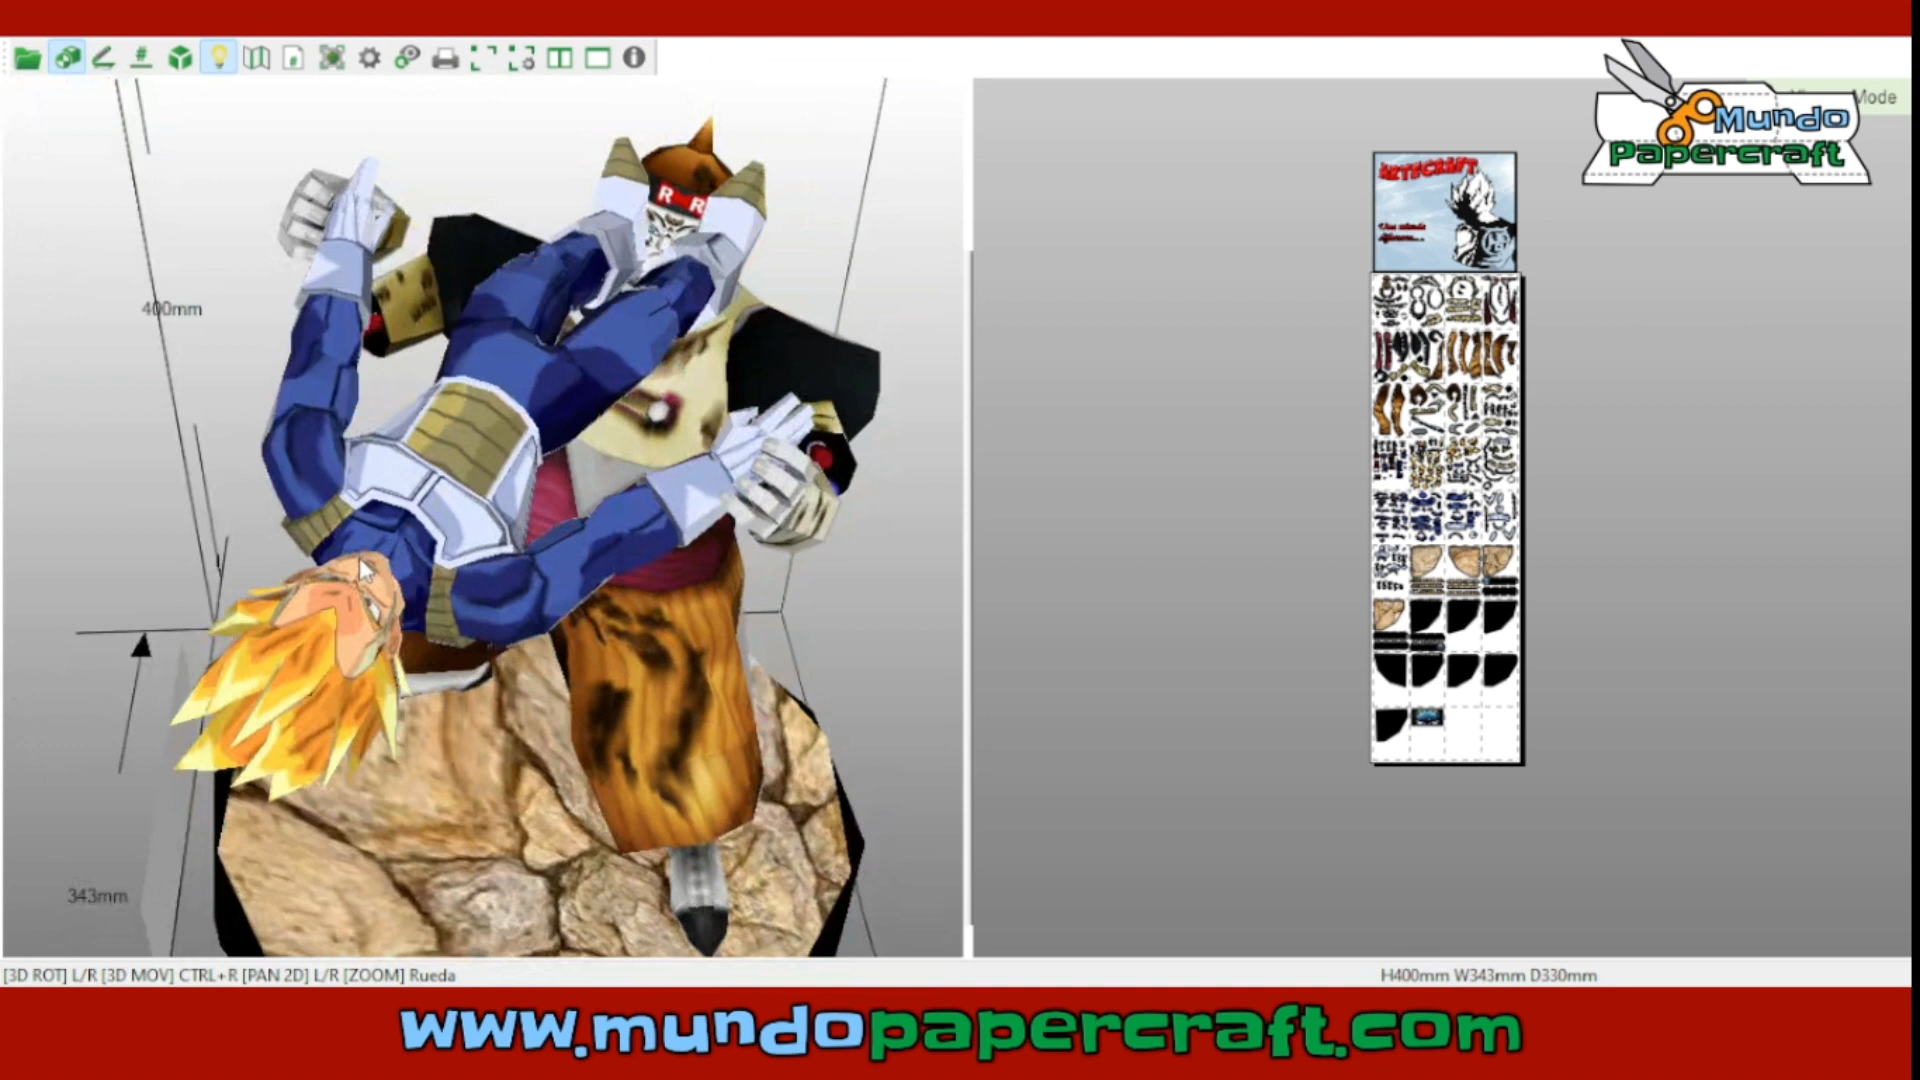 Mode
Mundo
Papercraft
ARTECRAFT
R R
400mm
343mm
[3D ROT] L/R [3D MOV] CTRL+R [PAN 2D] L/R [ZOOM] Rueda
H400mm W343mm D330mm
www.mundopapercraft.com